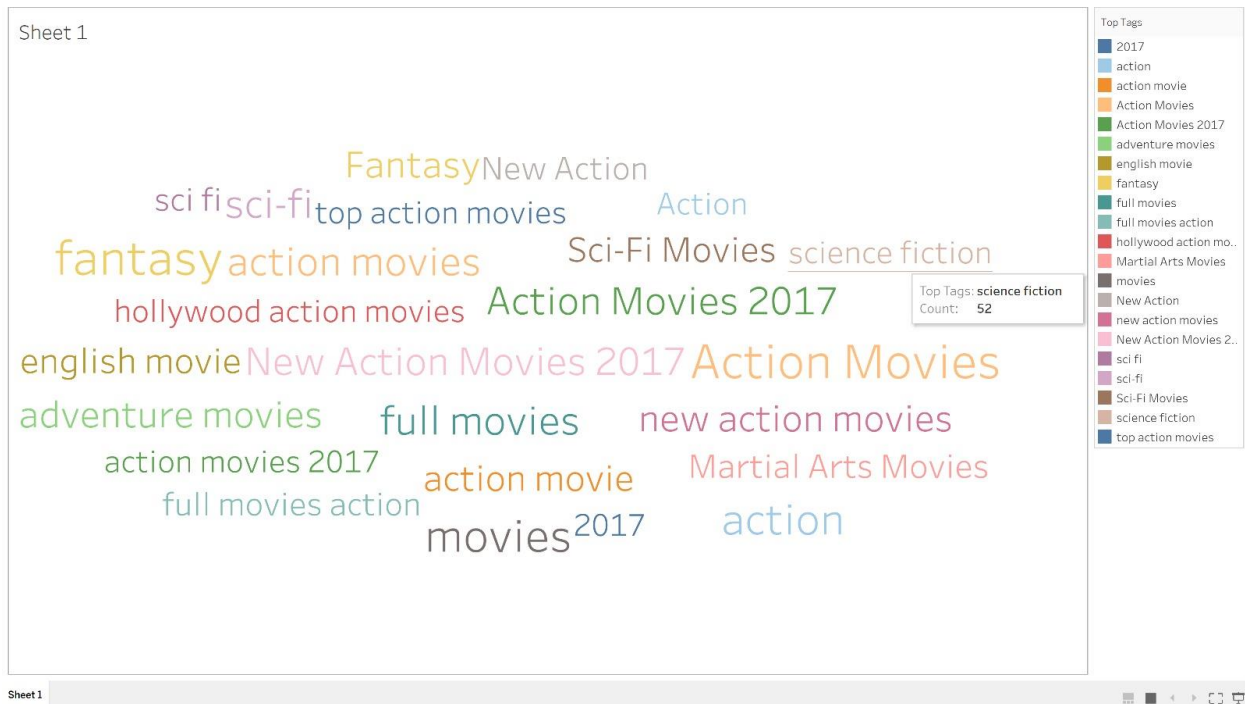 Sheet 1
Fantasy New Action
sci fi sci-fi top action movies Action
fantasy action movies Sci-Fi Movies science fiction
hollywood action movies Action Movies 2017
Top Tags: science fiction
Count: 52
english movie New Action Movies 2017 Action Movies
adventure movies full movies new action movies
action movies 2017 action movie Martial Arts Movies
full movies action movies 2017 action
Top Tags
2017
action
action movie
Action Movies
Action Movies 2017
adventure movies
english movie
fantasy
full movies
full movies action
hollywood action mo..
Martial Arts Movies
movies
New Action
new action movies
New Action Movies 2..
sci fi
sci-fi
Sci-Fi Movies
science fiction
top action movies
Sheet 1